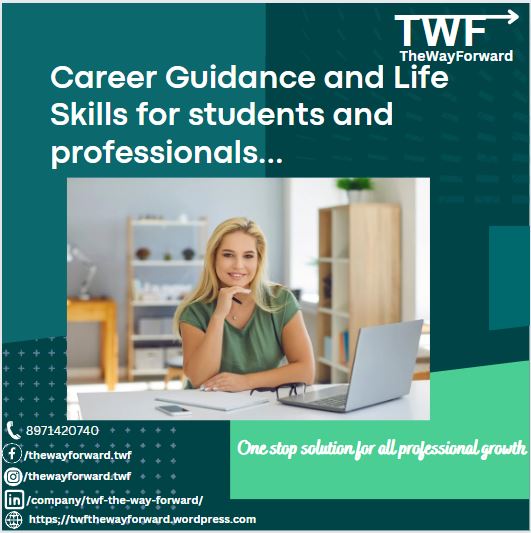 TWF
TheWayForward
Career Guidance and Life
Skills for students and
professionals...
8971420740
/thewayforward.twf
/thewayforward.twf
/company/twf-the-way-forward/
https://twfthewayforward.wordpress.com
One stop solution for all professional growth